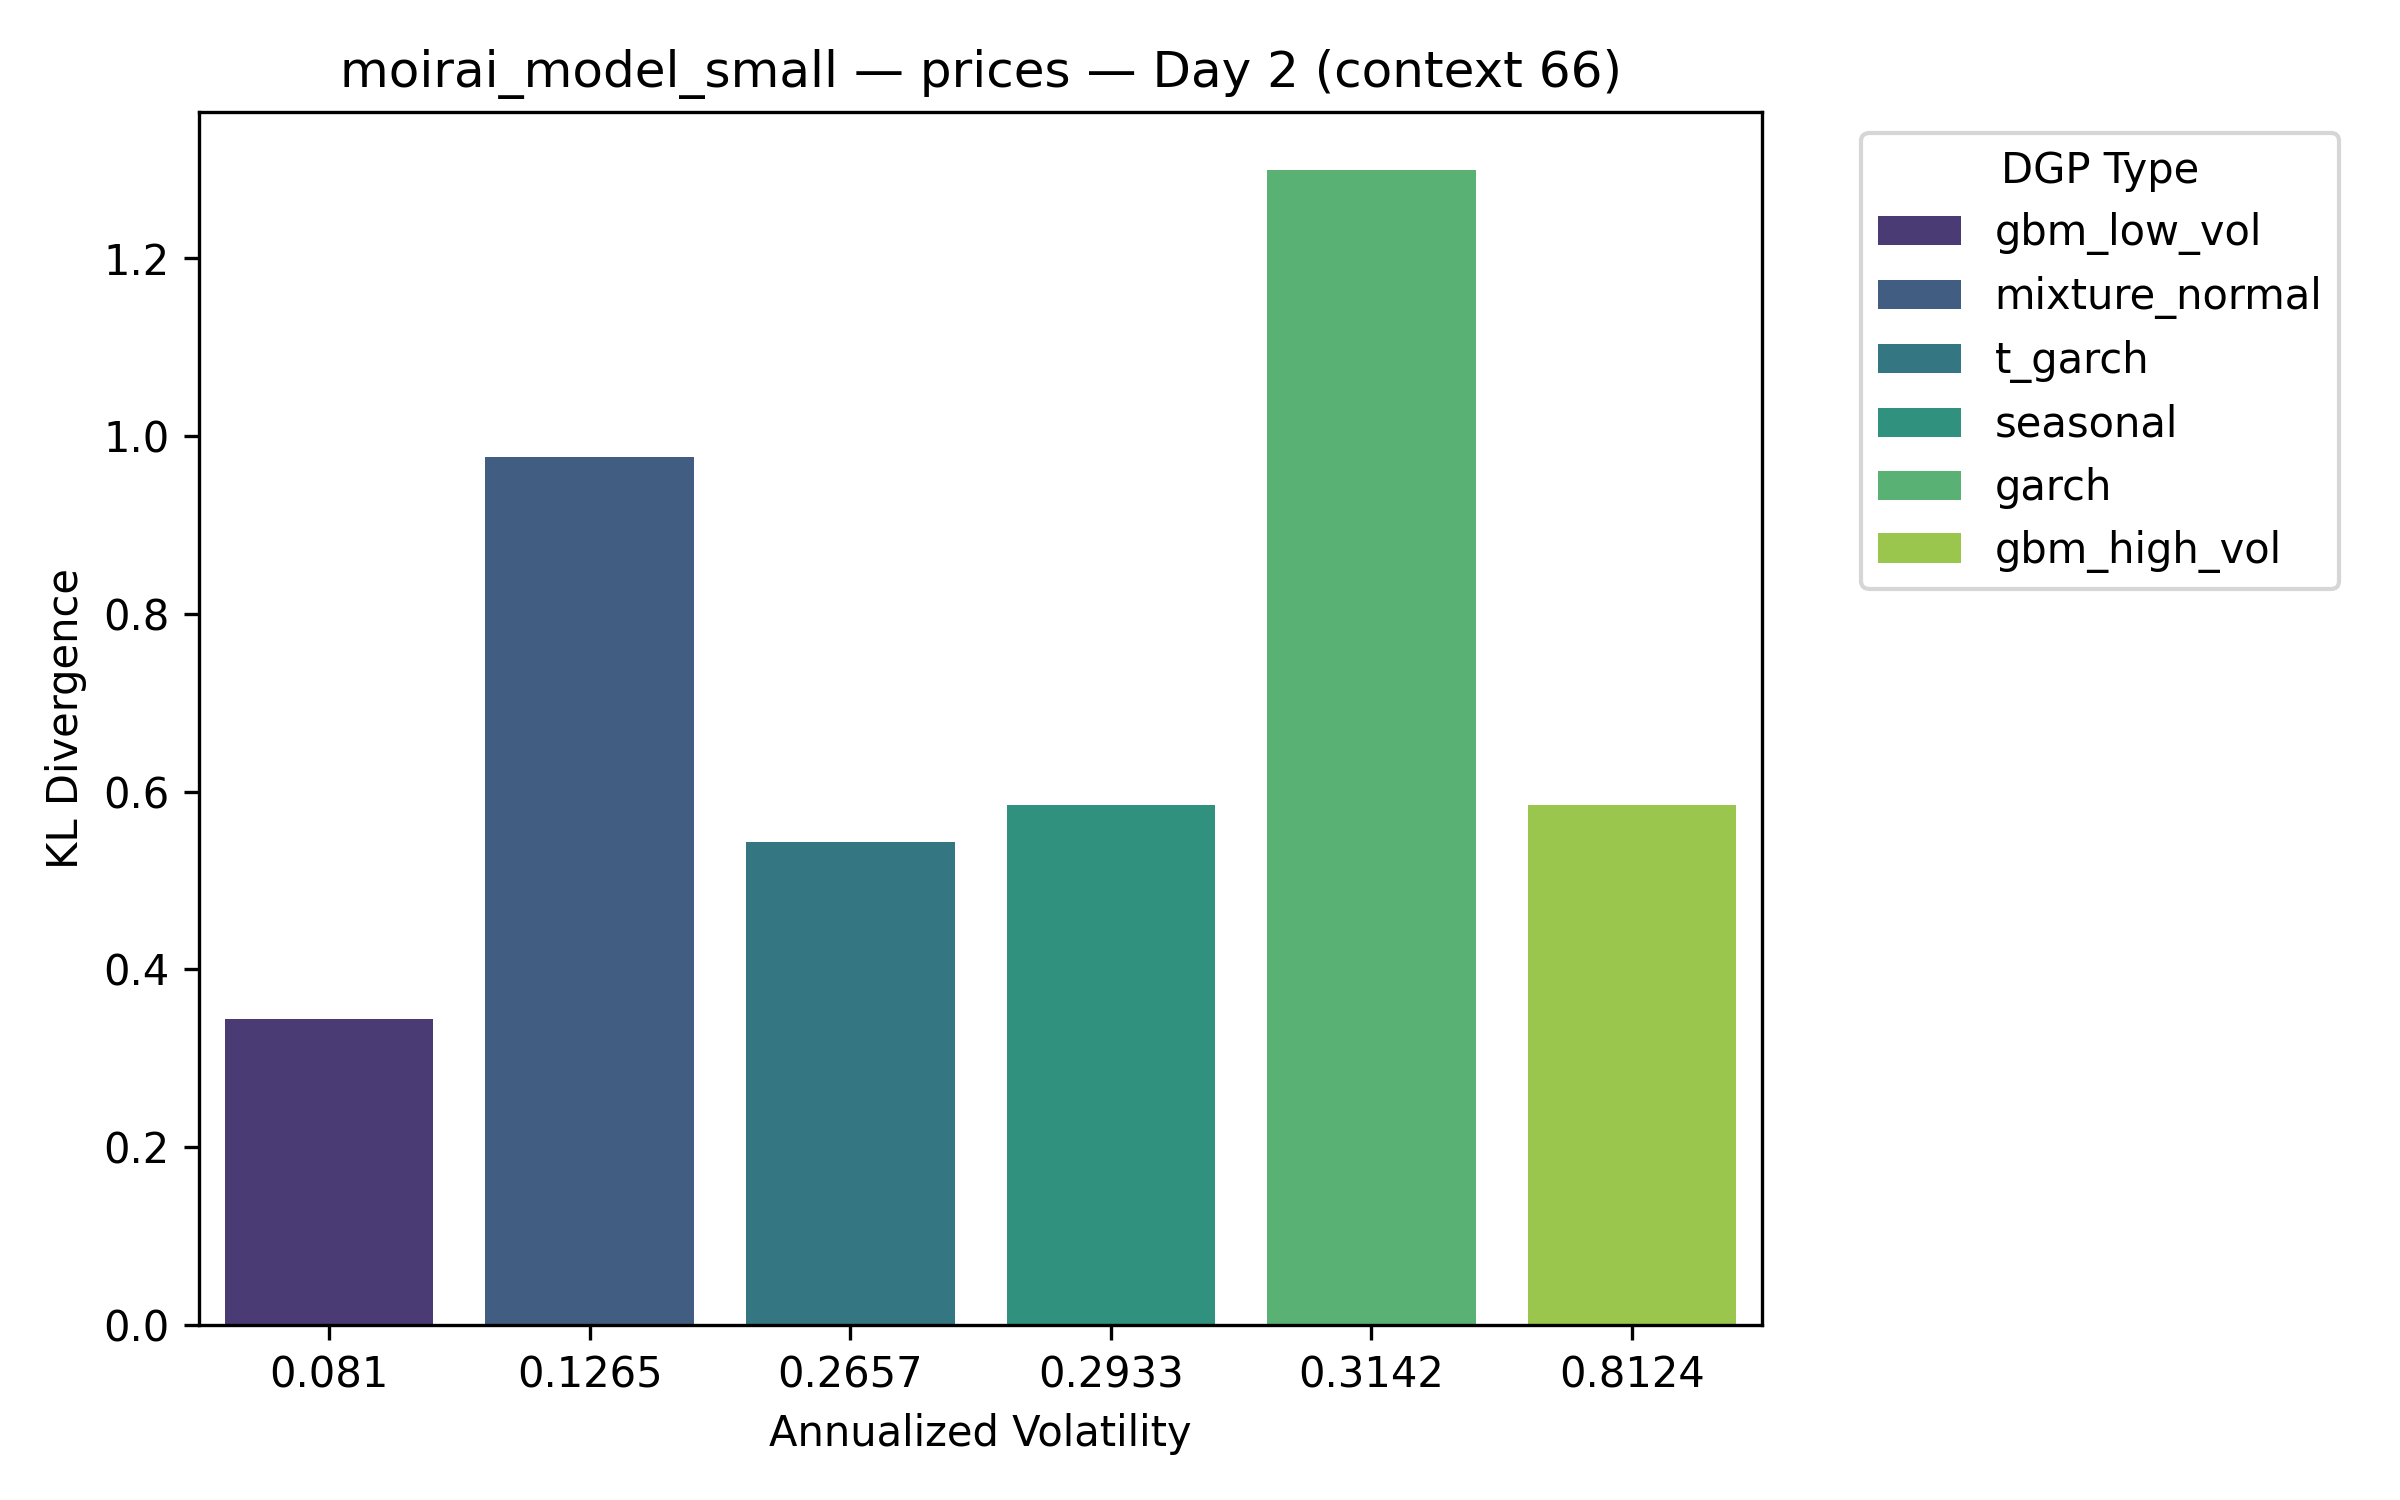 moirai_model_small — prices — Day 2 (context 66)
DGP Type
gbm_low_vol
mixture_normal
t_garch
seasonal
garch
gbm_high_vol
KL Divergence
1.2
1.0
0.8
0.6
0.4
0.2
0.0
0.081 0.1265 0.2657 0.2933 0.3142 0.8124
Annualized Volatility